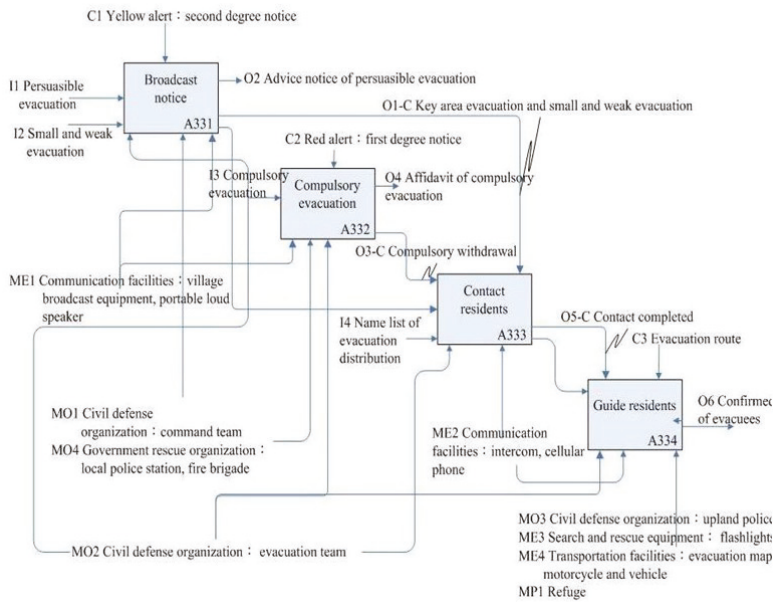 C1 Yellow alert：second degree notice
Broadcast
notice
A331
I1 Persuasible
evacuation
I2 Small and weak
evacuation
O2 Advice notice of persuasible evacuation
O1-C Key area evacuation and small and weak evacuation
C2 Red alert：first degree notice
I3 Compulsory
evacuation
Compulsory
evacuation
A332
O4 Affidavit of compulsory
evacuation
O3-C Compulsory withdrawal
ME1 Communication facilities：village
broadcast equipment, portable loud
speaker
Contact
residents
A333
I4 Name list of
evacuation
distribution
O5-C Contact completed
C3 Evacuation route
Guide residents
A334
O6 Confirmed
of evacuees
MO1 Civil defense
organization：command team
MO4 Government rescue organization：
local police station, fire brigade
ME2 Communication
facilities：intercom, cellular
phone
MO2 Civil defense organization：evacuation team
MO3 Civil defense organization：upland police
ME3 Search and rescue equipment：flashlights
ME4 Transportation facilities：evacuation map
motorcycle and vehicle
MP1 Refuge